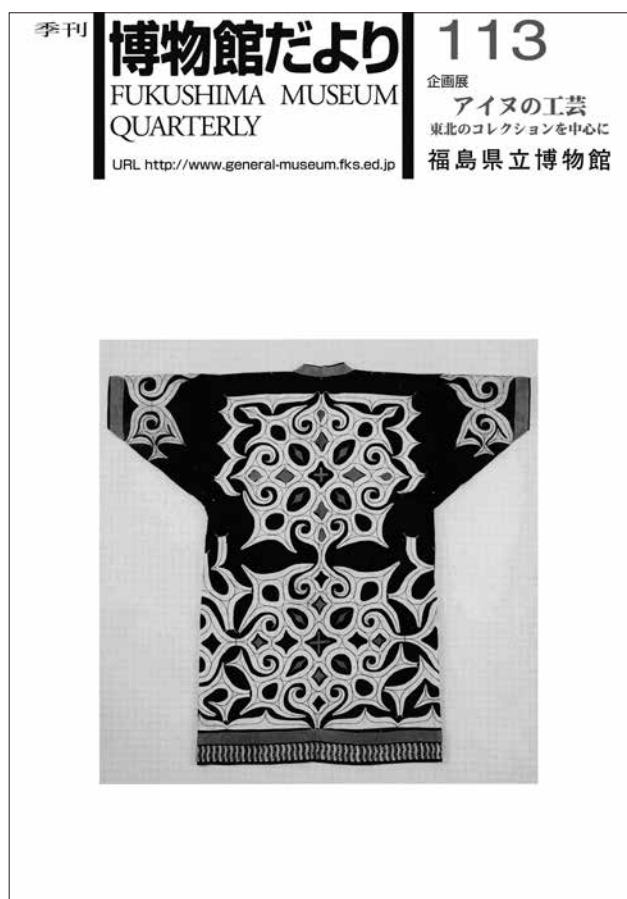 季刊
博物館だより
FUKUSHIMA MUSEUM
QUARTERLY
URL http://www.general-museum.fks.ed.jp
113
企画展
アイヌの工芸
東北のコレクションを中心に
福島県立博物館